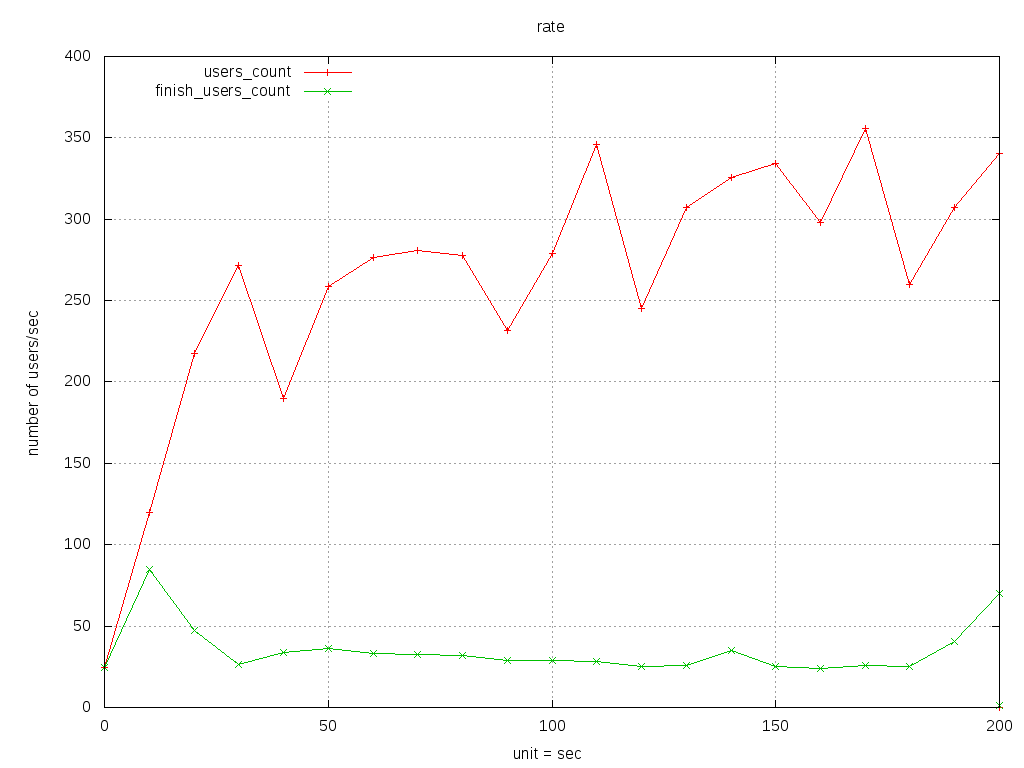 rate
400
users_count
finish_users_count
350
300
250
200
150
100
50
0
number of users/sec
0 50 100 150 200
unit = sec